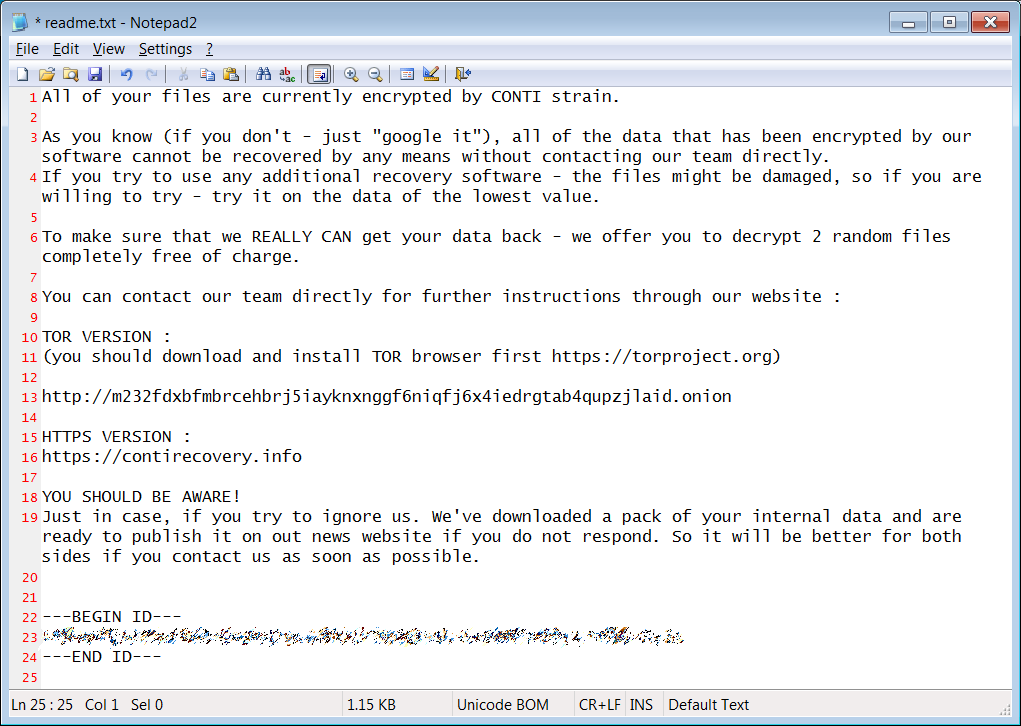 * readme.txt - Notepad2
File Edit View Settings ?
1 All of your files are currently encrypted by CONTI strain.
2
3 As you know (if you don't - just "google it"), all of the data that has been encrypted by our
software cannot be recovered by any means without contacting our team directly.
4 If you try to use any additional recovery software - the files might be damaged, so if you are
willing to try - try it on the data of the lowest value.
5
6 To make sure that we REALLY CAN get your data back - we offer you to decrypt 2 random files
completely free of charge.
7
8 You can contact our team directly for further instructions through our website :
9
10 TOR VERSION :
11 (you should download and install TOR browser first https://torproject.org)
12
13 http://m232fdxbfmbrcehbrj5iayknxnggf6niqfj6x4iedrgtab4qupzjlaid.onion
14
15 HTTPS VERSION :
16 https://contirecovery.info
17
18 YOU SHOULD BE AWARE!
19 Just in case, if you try to ignore us. We've downloaded a pack of your internal data and are
ready to publish it on out news website if you do not respond. So it will be better for both
sides if you contact us as soon as possible.
20
21
22 ---BEGIN ID---
23
24 ---END ID---
25
Ln 25 : 25 Col 1 Sel 0 1.15 KB Unicode BOM CR+LF INS Default Text